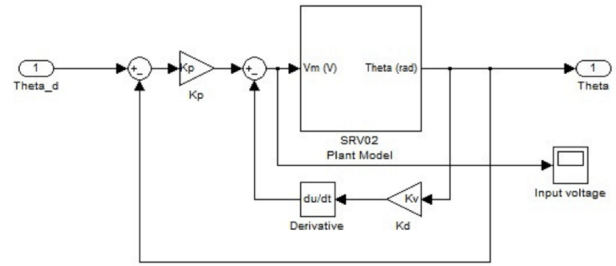 1
Theta_d
+
-
Kp
Kp
+
-
Vm (V)
Theta (rad)
SRV02
Plant Model
1
Theta
Input voltage
du/dt
Derivative
Kv
Kd